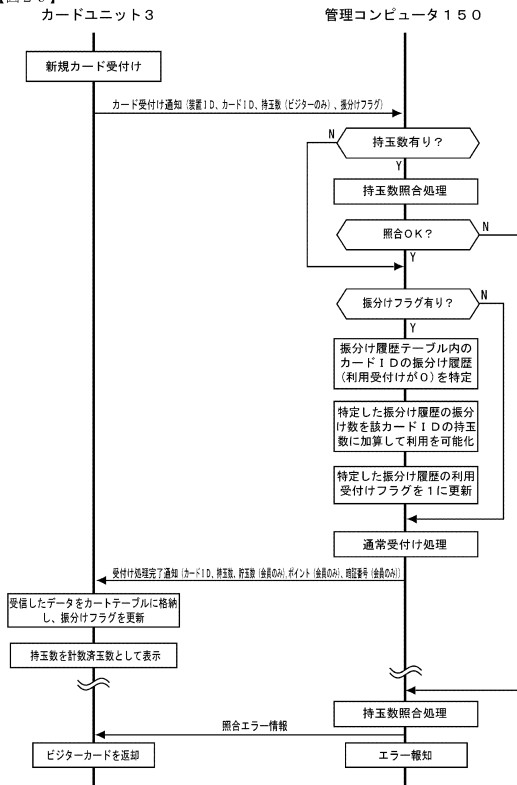 カードユニット３
管理コンピュータ１５０
新規カード受付け
カード受付け通知（装置ＩＤ、カードＩＤ、持玉数（ビジターのみ）、振分けフラグ）
持玉数有り？
N
Y
持玉数照合処理
照合ＯＫ？
N
Y
振分けフラグ有り？
N
Y
振分け履歴テーブル内の
カードＩＤの振分け履歴
（利用受付けが０）を特定
特定した振分け履歴の振分
け数を該カードＩＤの持玉
数に加算して利用を可能化
特定した振分け履歴の利用
受付けフラグを１に更新
通常受付け処理
受付け処理完了通知（カードＩＤ、持玉数、貯玉数（会員のみ）、ポイント（会員のみ）、暗証番号（会員のみ））
受信したデータをカートテーブルに格納
し、振分けフラグを更新
持玉数を計数済玉数として表示
持玉数照合処理
照合エラー情報
ビジターカードを返却
エラー報知